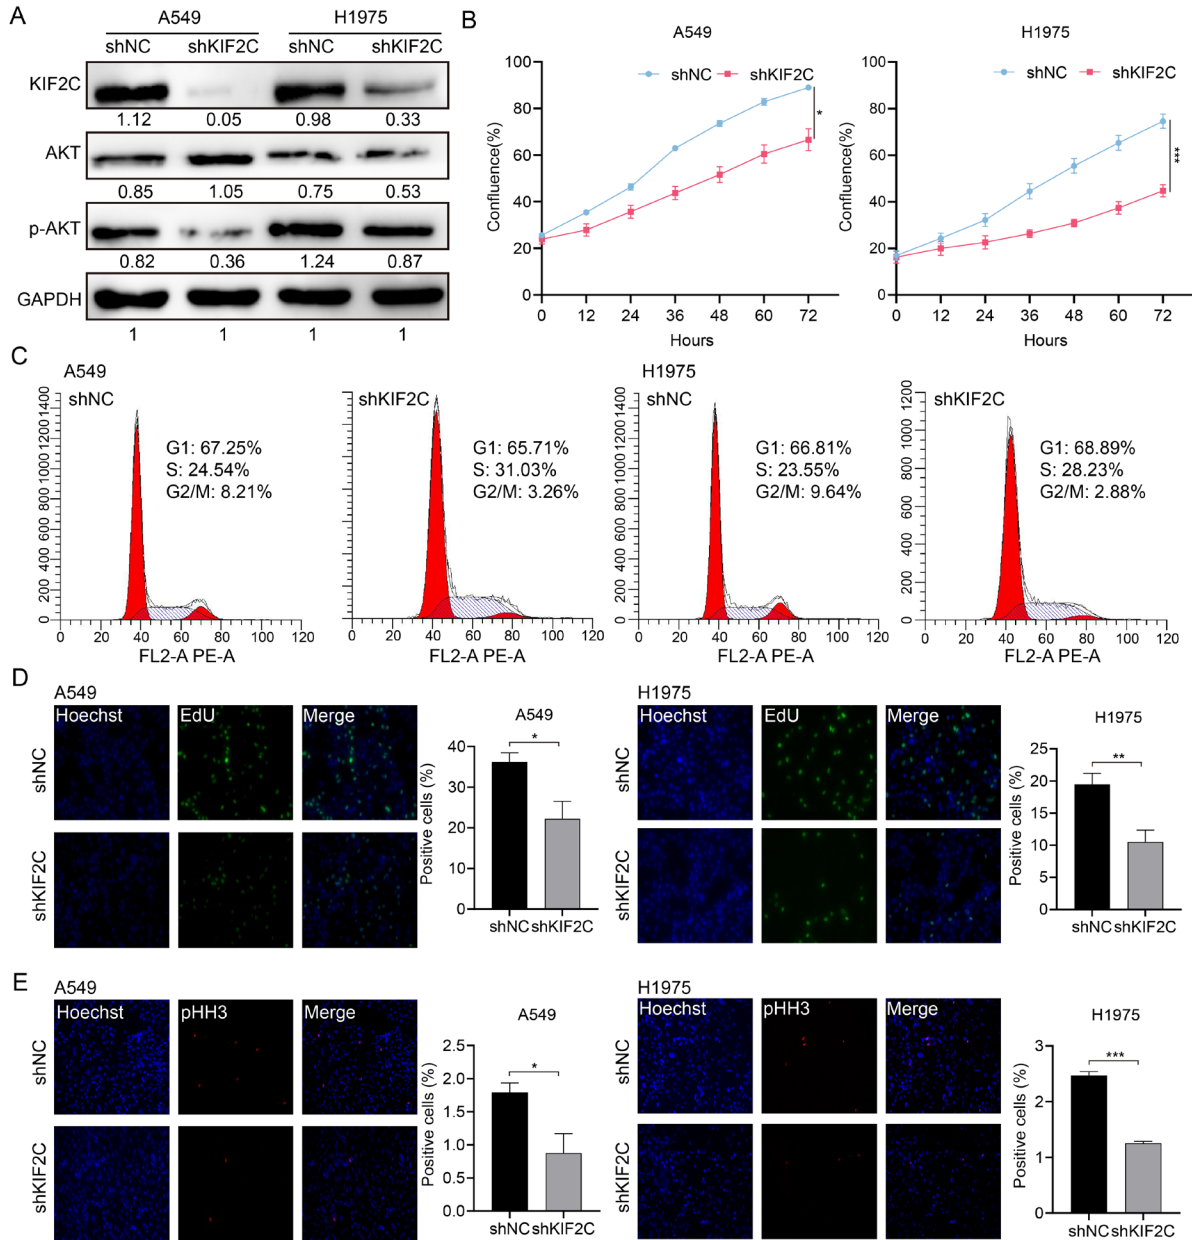 A
A549
H1975
shNC
shKIF2C
shNC
shKIF2C
KIF2C
1.12
0.05
0.98
0.33
AKT
0.85
1.05
0.75
0.53
p-AKT
0.82
0.36
1.24
0.87
GAPDH
1
1
1
1
B
A549
shNC
shKIF2C
Confluence(%)
100
80
60
40
20
0
*
0
12
24
36
48
60
72
Hours
H1975
shNC
shKIF2C
Confluence(%)
100
80
60
40
20
0
***
0
12
24
36
48
60
72
Hours
C
A549
shNC
G1: 67.25%
S: 24.54%
G2/M: 8.21%
0 200 400 600 800 1000 1200 1400
0 20 40 60 80 100 120
FL2-A PE-A
shKIF2C
G1: 65.71%
S: 31.03%
G2/M: 3.26%
0 40 80 120
FL2-A PE-A
H1975
shNC
G1: 66.81%
S: 23.55%
G2/M: 9.64%
0 200 400 600 800 1000 1200 1400
0 20 40 60 80 100 120
FL2-A PE-A
shKIF2C
G1: 68.89%
S: 28.23%
G2/M: 2.88%
0 200 400 600 800 1000 1200
0 40 80 120
FL2-A PE-A
D
A549
Hoechst
EdU
Merge
shNC
shKIF2C
A549
Positive cells (%)
40
30
20
10
0
*
shNC
shKIF2C
H1975
Hoechst
EdU
Merge
shNC
shKIF2C
H1975
Positive cells (%)
25
20
15
10
5
0
**
shNC
shKIF2C
E
A549
Hoechst
pHH3
Merge
shNC
shKIF2C
A549
Positive cells (%)
2.5
2.0
1.5
1.0
0.5
0.0
*
shNC
shKIF2C
H1975
Hoechst
pHH3
Merge
shNC
shKIF2C
H1975
Positive cells (%)
3
2
1
0
***
shNC
shKIF2C